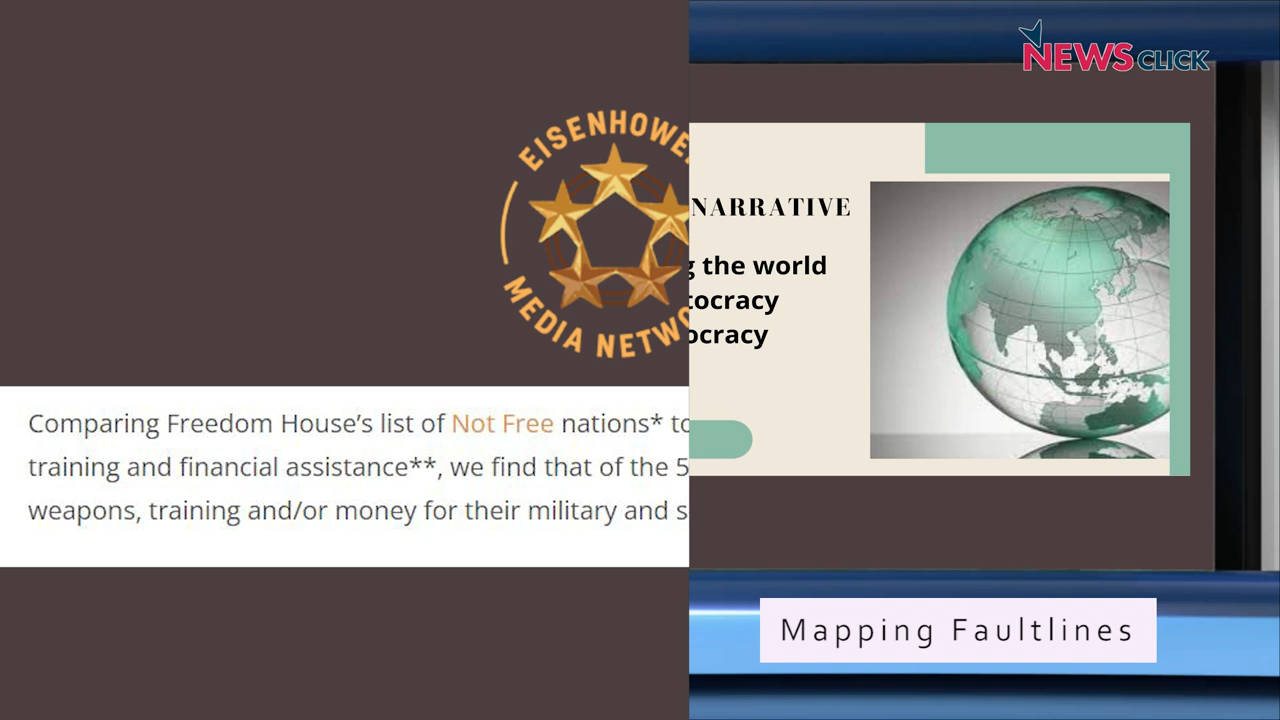 EISENHOWE
MEDIA NETWO
Comparing Freedom House's list of Not Free nations* to
training and financial assistance**, we find that of the 5
weapons, training and/or money for their military and s
NEWSCLICK
NARRATIVE
g the world
tocracy
ocracy
Mapping Faultlines